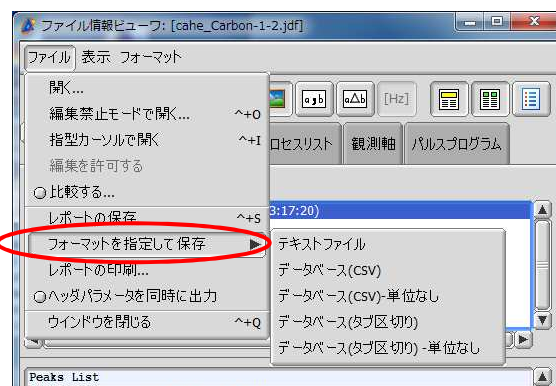 ファイル情報ビューワ: [cahe_Carbon-1-2.jdf]
ファイル 表示 フォーマット
開く...
編集禁止モードで開く... ^+O
指型カーソルで開く ^+I
編集を許可する
比較する...
レポートの保存 ^+S
フォーマットを指定して保存
レポートの印刷...
ヘッダパラメータを同時に出力
ウインドウを閉じる ^+Q
a,b
a△b
[Hz]
ロセスリスト 観測軸 パルスプログラム
3:17:20)
テキストファイル
データベース(CSV)
データベース(CSV)-単位なし
データベース(タブ区切り)
データベース(タブ区切り) -単位なし
Peaks List